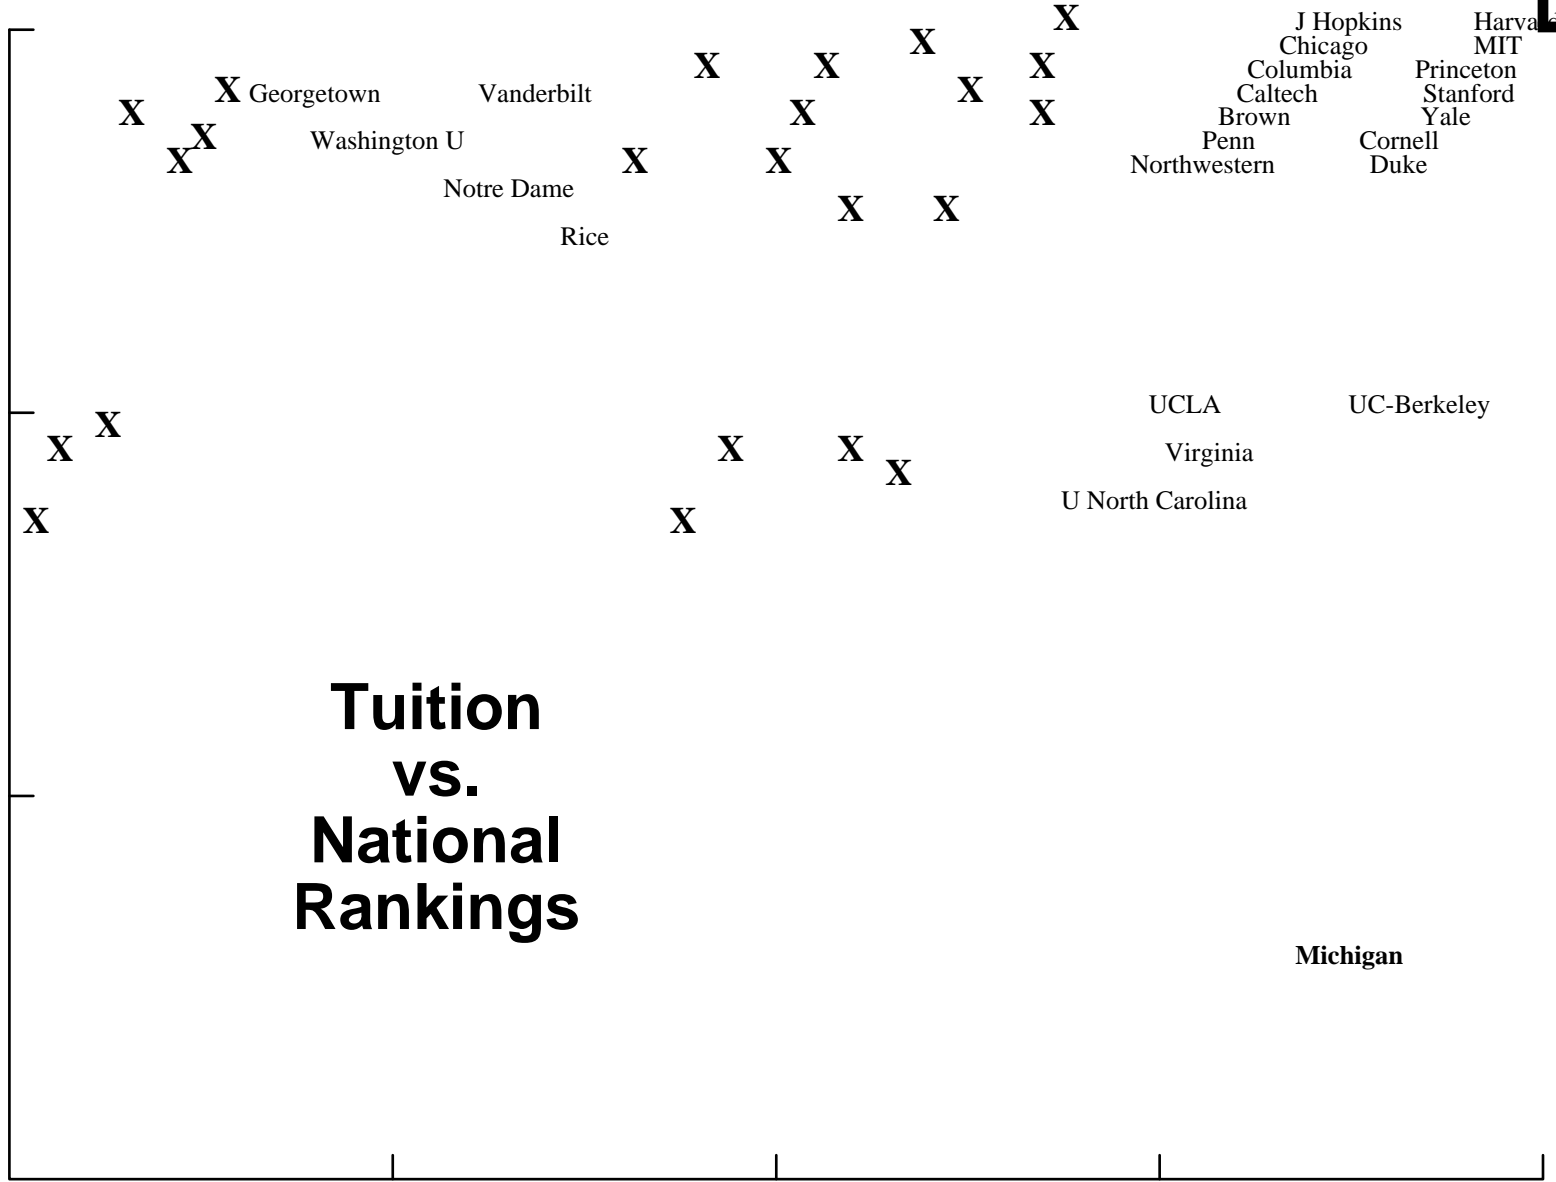 X
J Hopkins Harvard
X
Chicago MIT
X X X
Columbia Princeton
X Georgetown Vanderbilt X
Caltech Stanford
X X X
Brown Yale
X Washington U
Penn Cornell
X X X
Northwestern Duke
Notre Dame
X X
Rice
UCLA UC-Berkeley
X
X X X
Virginia
X
U North Carolina
X X
Tuition
vs.
National
Rankings
Michigan